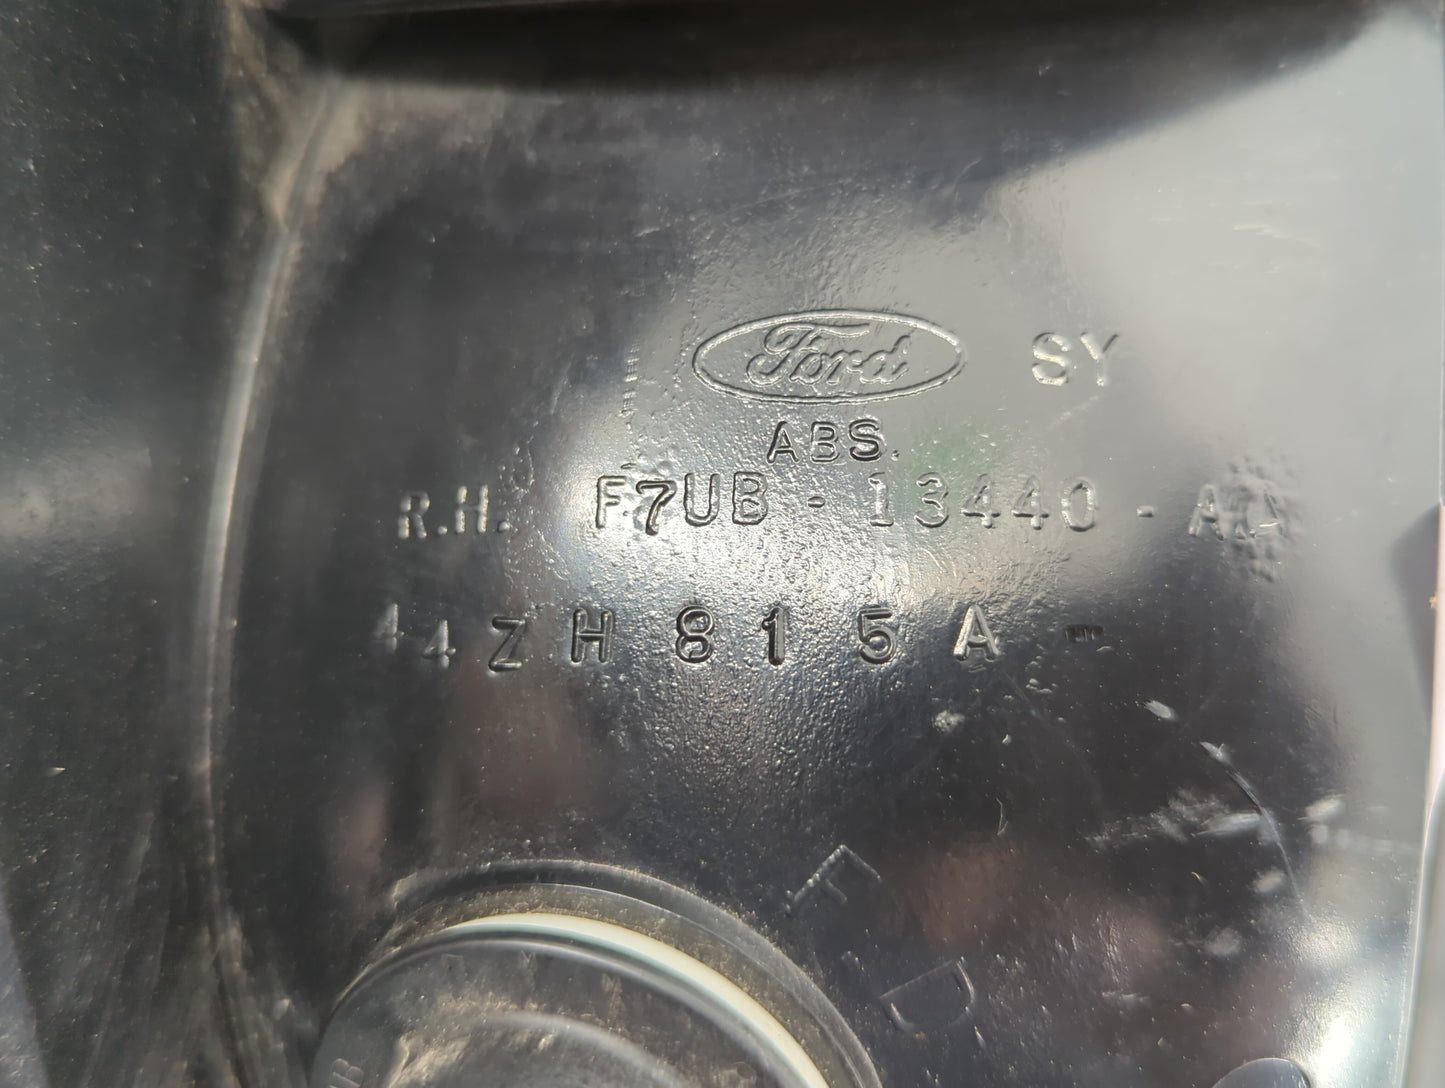 Ford SY
ABS.
R.H. F7UB - 13440 - AA
44ZH815A -